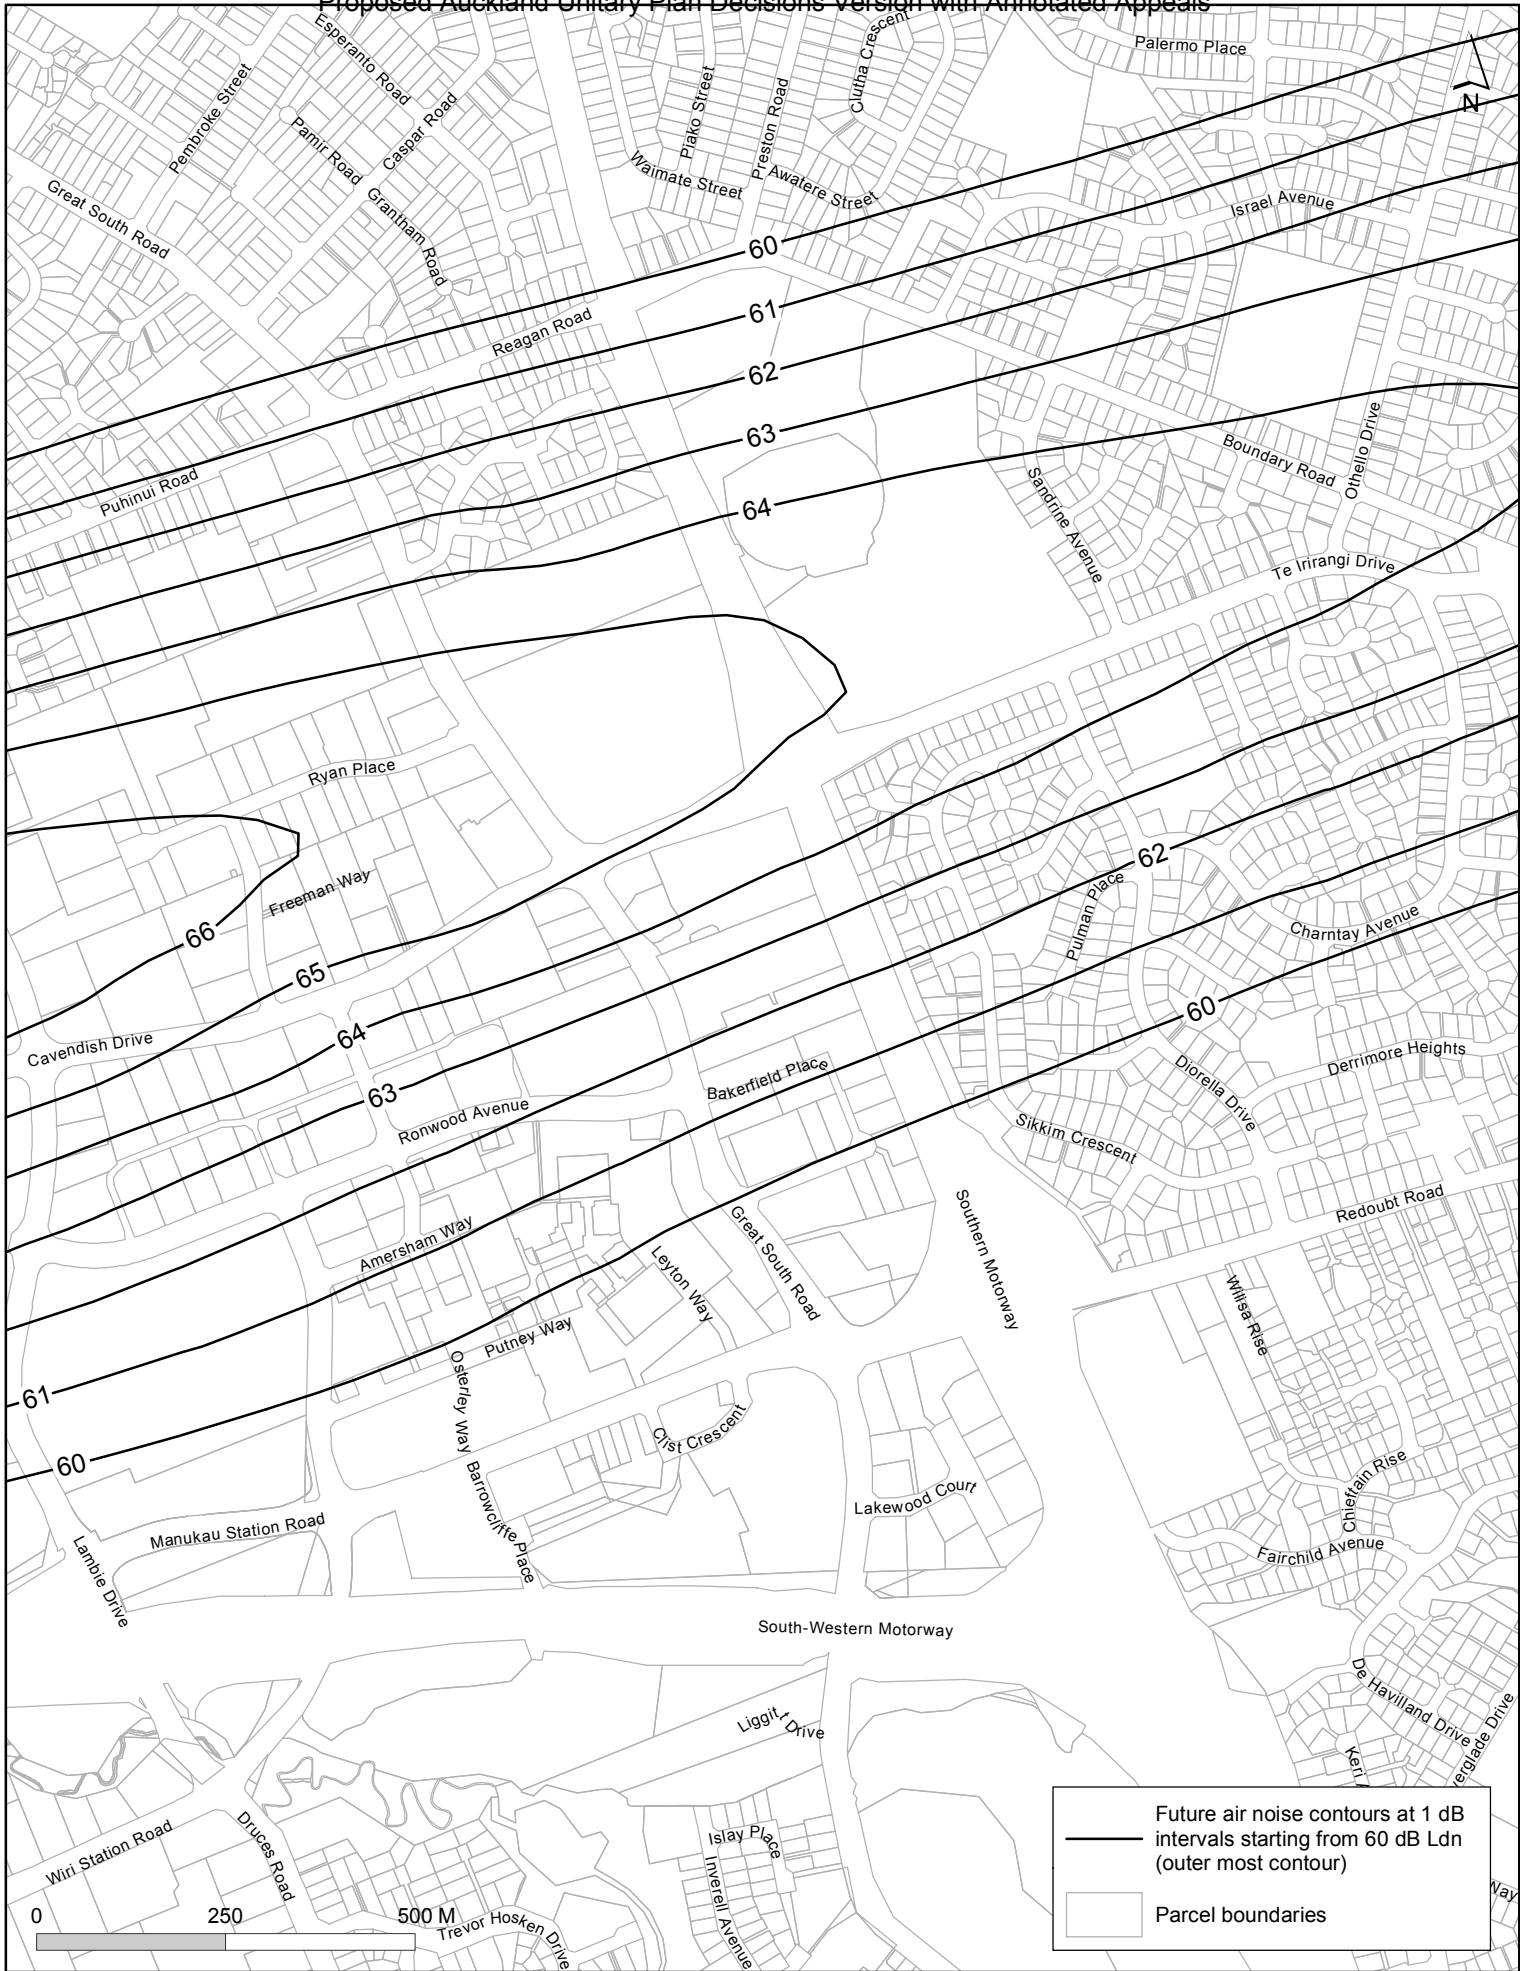 Proposed Auckland Unitary Plan Decisions Version with Annotated Appeals
Esperanto Road
Clutha Crescent
Palermo Place
N
Pembroke Street
Piako Street
Preston Road
Caspar Road
Pamir Road
Waimate Street
Awatere Street
Great South Road
Grantham Road
Israel Avenue
60
61
Reagan Road
62
63
Boundary Road
Othello Drive
Puhinui Road
64
Sandrine Avenue
Te Irirangi Drive
Ryan Place
62
Freeman Way
Pulman Place
Charntay Avenue
66
65
60
64
Cavendish Drive
Derrimore Heights
Bakerfield Place
Diorella Drive
63
Ronwood Avenue
Sikkim Crescent
Redoubt Road
Amersham Way
Great South Road
Southern Motorway
Leyton Way
Willsa Rise
Putney Way
61
Osterley Way
Clist Crescent
60
Barrowcliffe Place
Lakewood Court
Chieftain Rise
Manukau Station Road
Fairchild Avenue
Lambie Drive
South-Western Motorway
De Havilland Drive
Liggitt Drive
verglade Drive
Keri
Wiri Station Road
Druces Road
Islay Place
Inverell Avenue
Trevor Hosken Drive
0 250 500 M
Future air noise contours at 1 dB
intervals starting from 60 dB Ldn
(outer most contour)
Way
Parcel boundaries